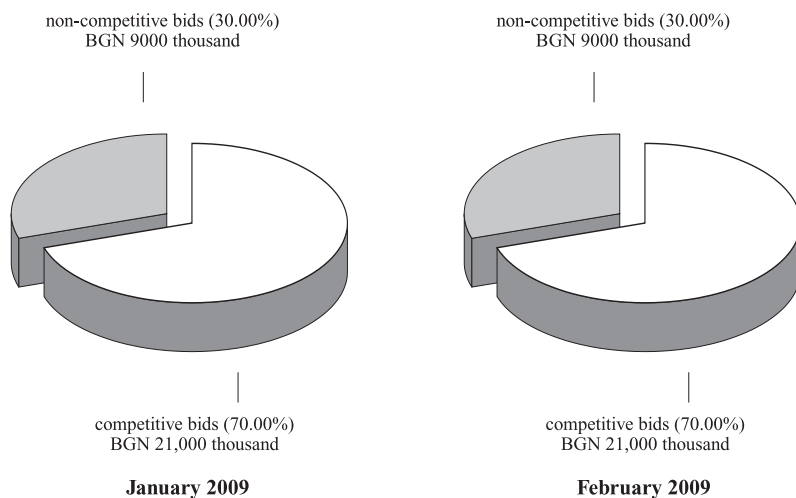 non-competitive bids (30.00%)
BGN 9000 thousand
non-competitive bids (30.00%)
BGN 9000 thousand
competitive bids (70.00%)
BGN 21,000 thousand
competitive bids (70.00%)
BGN 21,000 thousand
January 2009
February 2009